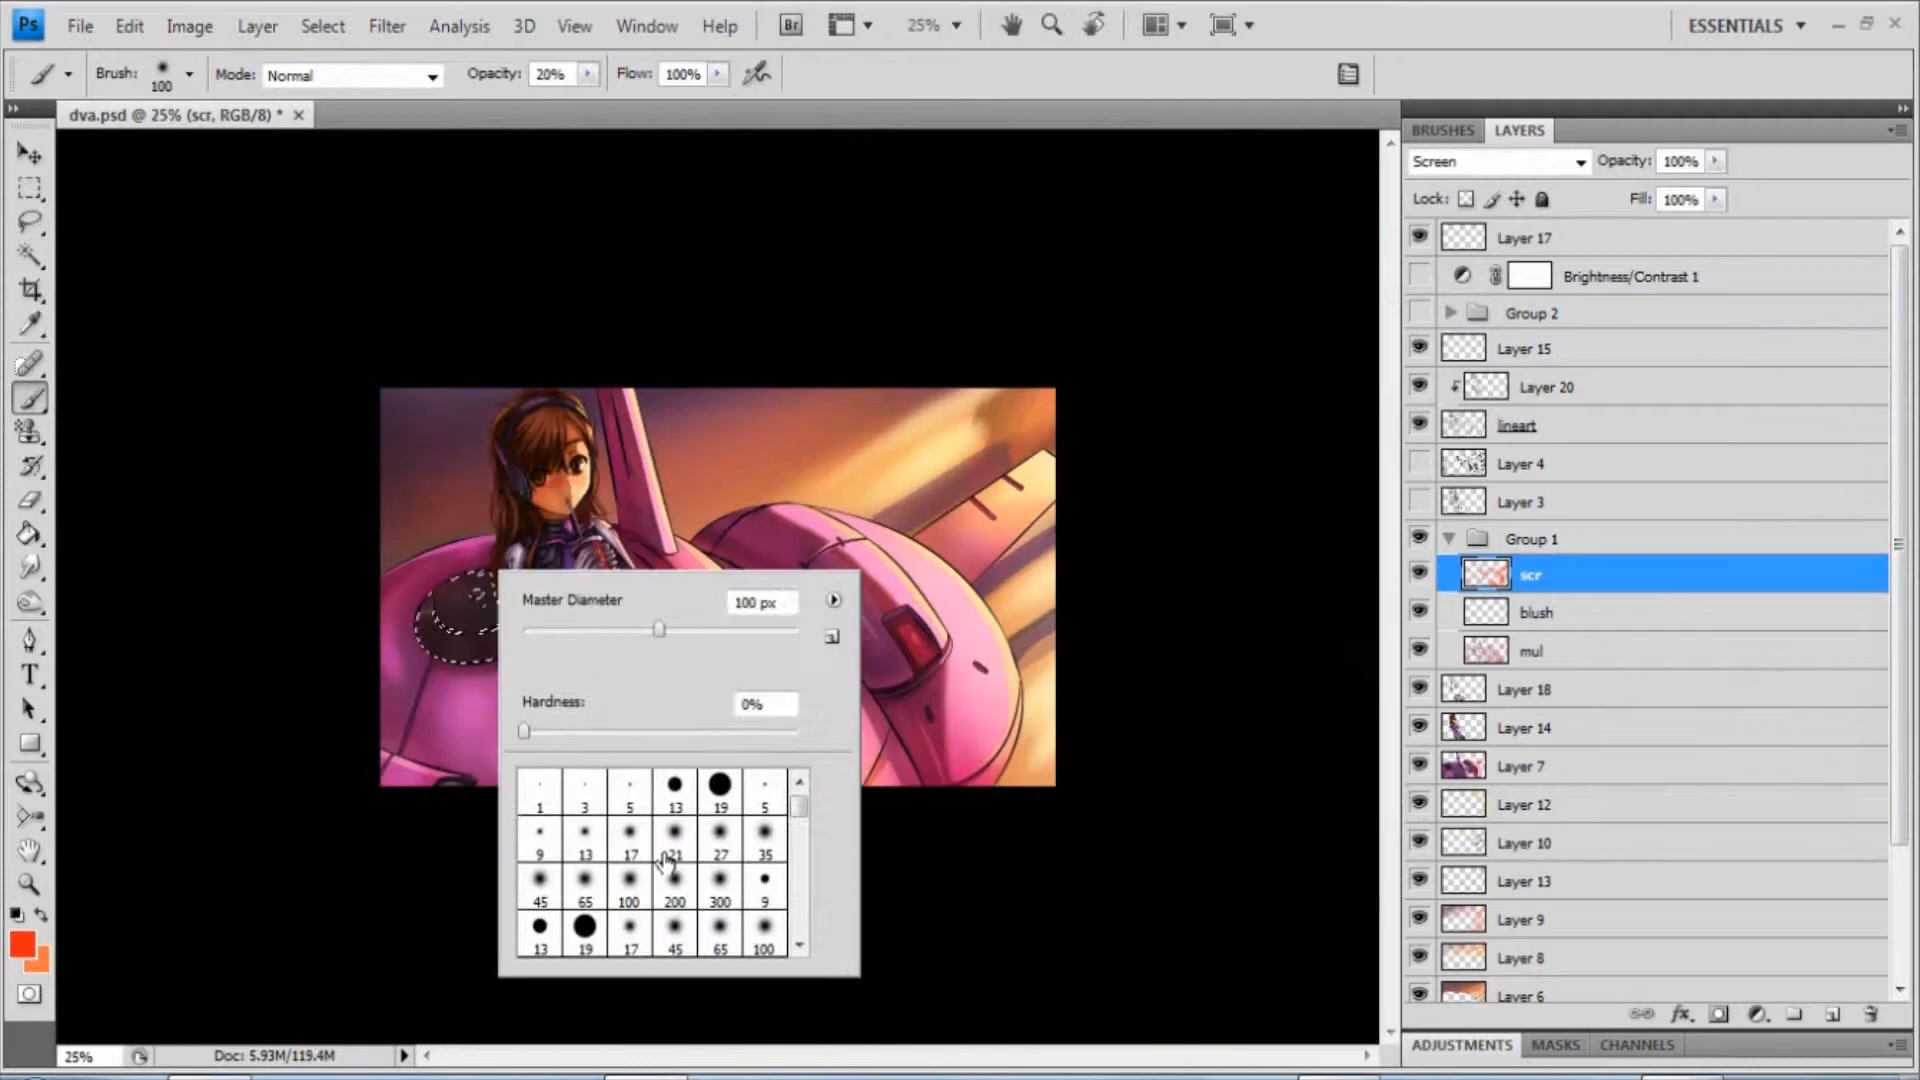 Ps File Edit Image Layer Select Filter Analysis 3D View Window Help Br 25% ESSENTIALS
Brush: 100 Mode: Normal Opacity: 20% Flow: 100%
dva.psd @ 25% (scr, RGB/8) *
BRUSHES LAYERS
Screen Opacity: 100%
Lock: Fill: 100%
Layer 17
Brightness/Contrast 1
Group 2
Layer 15
Layer 20
lineart
Layer 4
Layer 3
Group 1
scr
blush
mul
Layer 18
Layer 14
Layer 7
Layer 12
Layer 10
Layer 13
Layer 9
Layer 8
Layer 6
Master Diameter 100 px
Hardness: 0%
1 3 5 13 19 5
9 13 17 21 27 35
45 65 100 200 300 9
13 19 17 45 65 100
T
fx
25% Doc: 5.93M/119.4M
ADJUSTMENTS MASKS CHANNELS